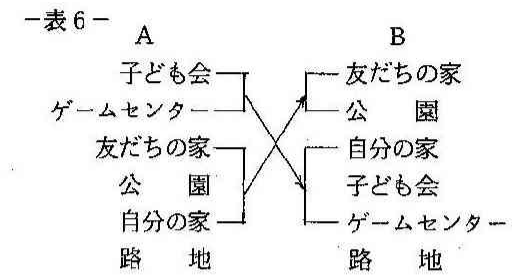 －表6－
A B
子ども会 友だちの家
ゲームセンター 公園
友だちの家 自分の家
公園 子ども会
自分の家 ゲームセンター
路地 路地